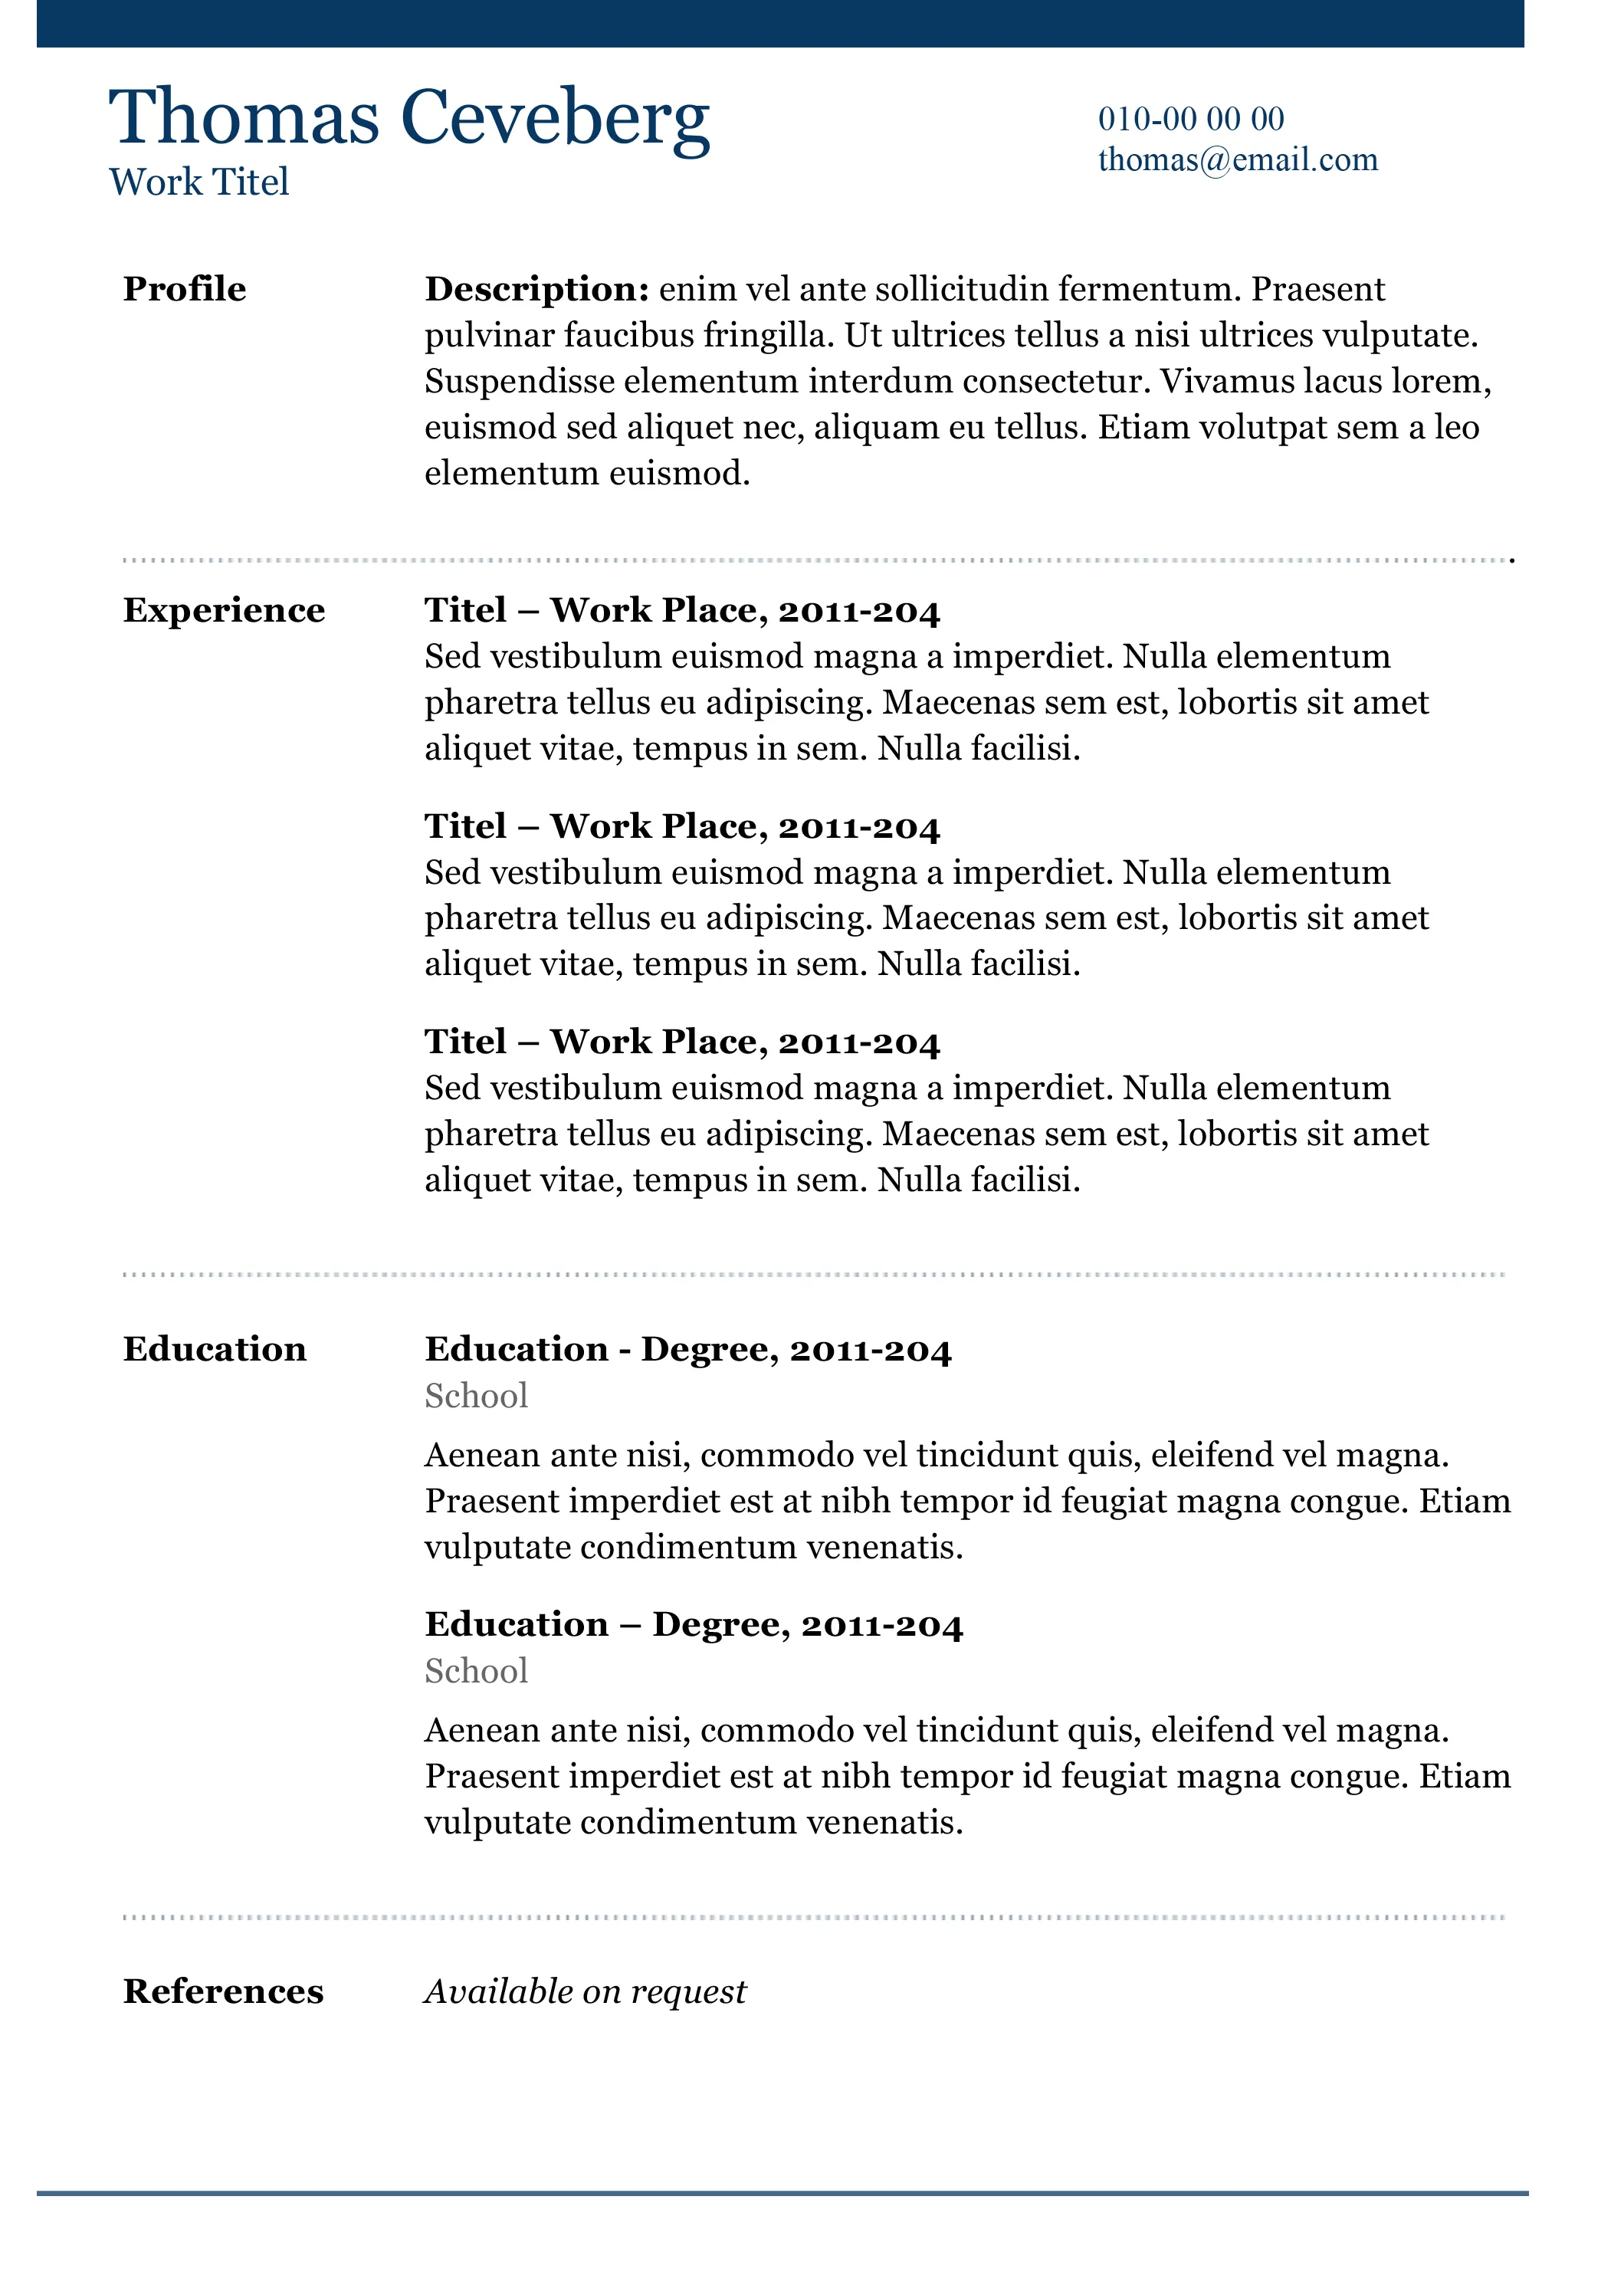 Thomas Ceveberg
Work Titel
010-00 00 00
thomas@email.com
Profile
Description: enim vel ante sollicitudin fermentum. Praesent
pulvinar faucibus fringilla. Ut ultrices tellus a nisi ultrices vulputate.
Suspendisse elementum interdum consectetur. Vivamus lacus lorem,
euismod sed aliquet nec, aliquam eu tellus. Etiam volutpat sem a leo
elementum euismod.
.
Experience
Titel – Work Place, 2011-204
Sed vestibulum euismod magna a imperdiet. Nulla elementum
pharetra tellus eu adipiscing. Maecenas sem est, lobortis sit amet
aliquet vitae, tempus in sem. Nulla facilisi.
Titel – Work Place, 2011-204
Sed vestibulum euismod magna a imperdiet. Nulla elementum
pharetra tellus eu adipiscing. Maecenas sem est, lobortis sit amet
aliquet vitae, tempus in sem. Nulla facilisi.
Titel – Work Place, 2011-204
Sed vestibulum euismod magna a imperdiet. Nulla elementum
pharetra tellus eu adipiscing. Maecenas sem est, lobortis sit amet
aliquet vitae, tempus in sem. Nulla facilisi.
Education
Education - Degree, 2011-204
School
Aenean ante nisi, commodo vel tincidunt quis, eleifend vel magna.
Praesent imperdiet est at nibh tempor id feugiat magna congue. Etiam
vulputate condimentum venenatis.
Education – Degree, 2011-204
School
Aenean ante nisi, commodo vel tincidunt quis, eleifend vel magna.
Praesent imperdiet est at nibh tempor id feugiat magna congue. Etiam
vulputate condimentum venenatis.
References
Available on request